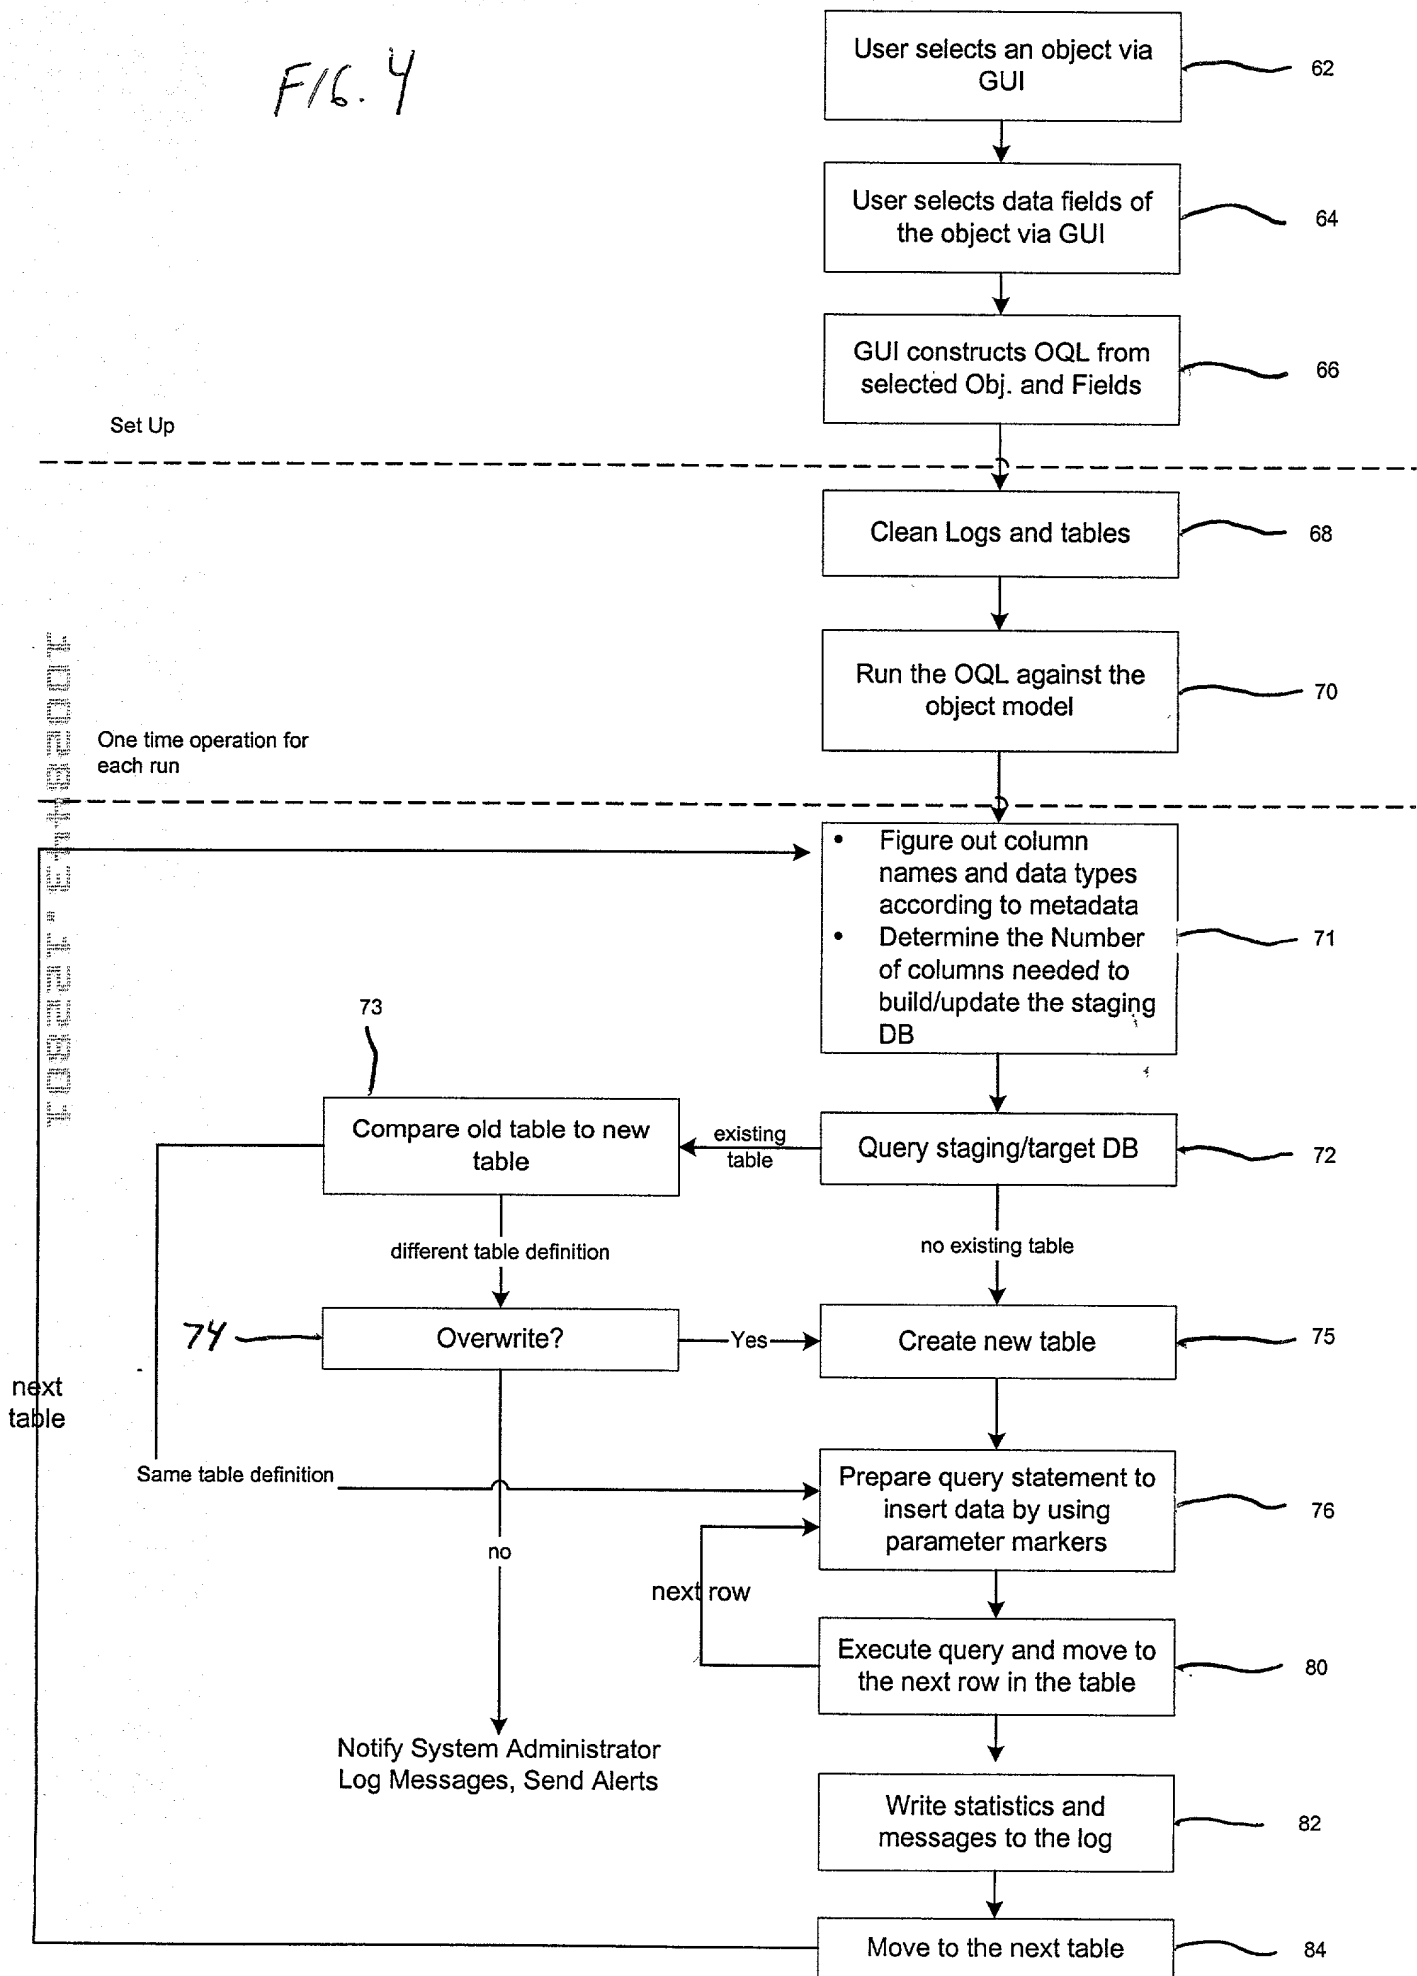 FIG. 4
User selects an object via
GUI
62
User selects data fields of
the object via GUI
64
GUI constructs OQL from
selected Obj. and Fields
66
Set Up
Clean Logs and tables
68
Run the OQL against the
object model
70
One time operation for
each run
• Figure out column
names and data types
according to metadata
• Determine the Number
of columns needed to
build/update the staging
DB
71
73
Compare old table to new
table
existing
table
Query staging/target DB
72
different table definition
no existing table
74
Overwrite?
Yes
Create new table
75
next
table
Same table definition
Prepare query statement to
insert data by using
parameter markers
76
no
next row
Execute query and move to
the next row in the table
80
Notify System Administrator
Log Messages, Send Alerts
Write statistics and
messages to the log
82
Move to the next table
84